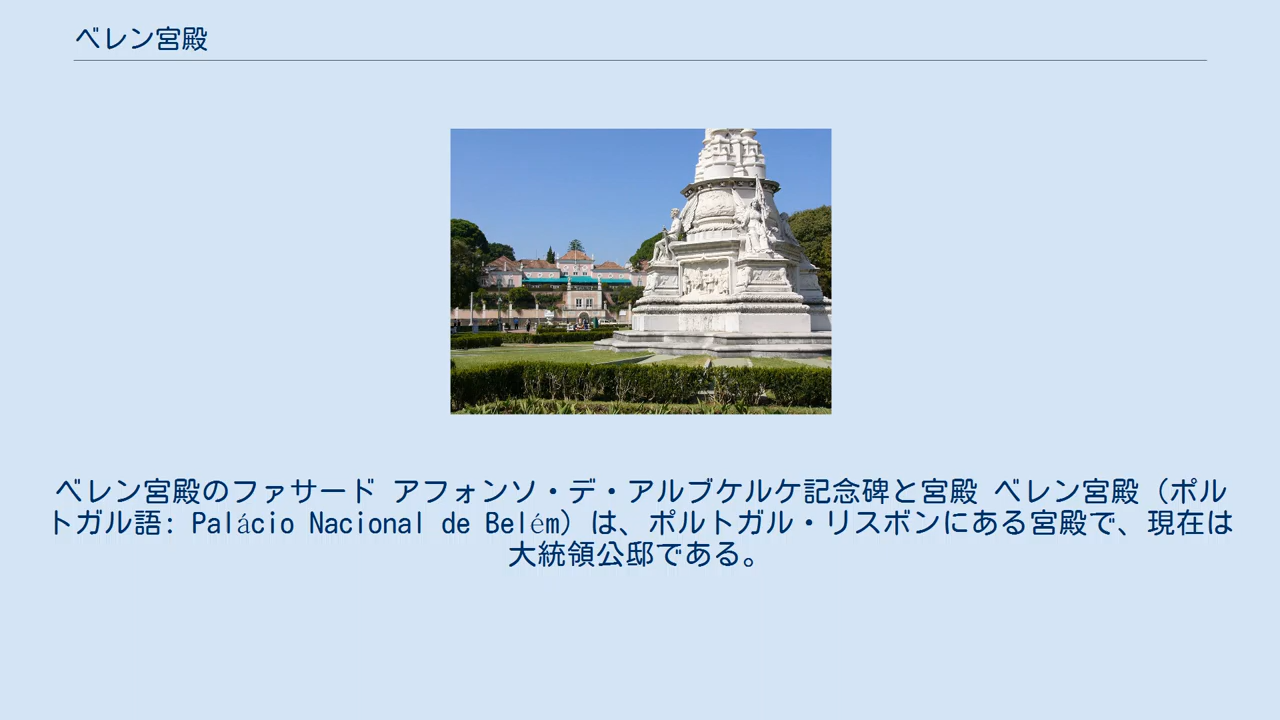 ベレン宮殿
ベレン宮殿のファサード アフォンソ・デ・アルブケルケ記念碑と宮殿 ベレン宮殿（ポル
トガル語: Palácio Nacional de Belém）は、ポルトガル・リスボンにある宮殿で、現在は
大統領公邸である。